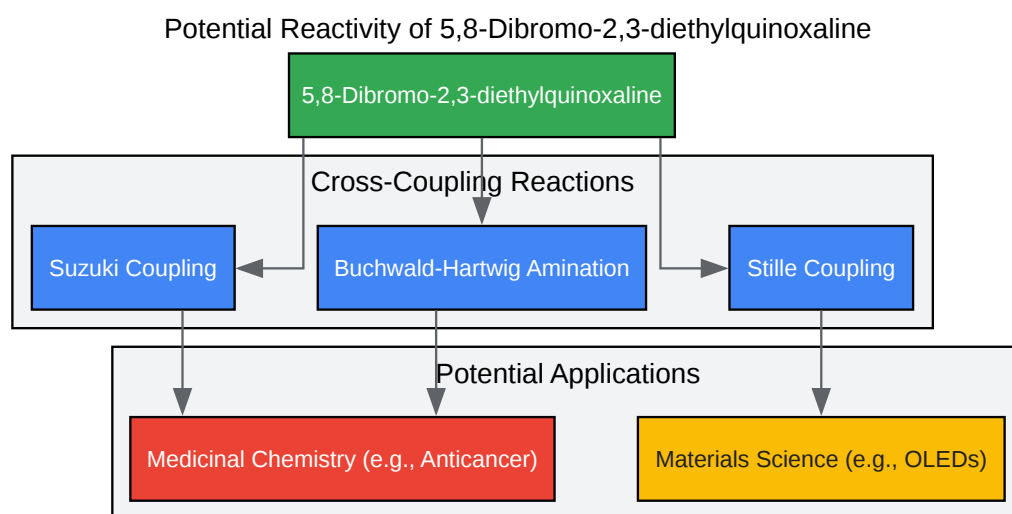 Potential Reactivity of 5,8-Dibromo-2,3-diethylquinoxaline
5,8-Dibromo-2,3-diethylquinoxaline
Cross-Coupling Reactions
Suzuki Coupling
Buchwald-Hartwig Amination
Stille Coupling
Potential Applications
Medicinal Chemistry (e.g., Anticancer)
Materials Science (e.g., OLEDs)